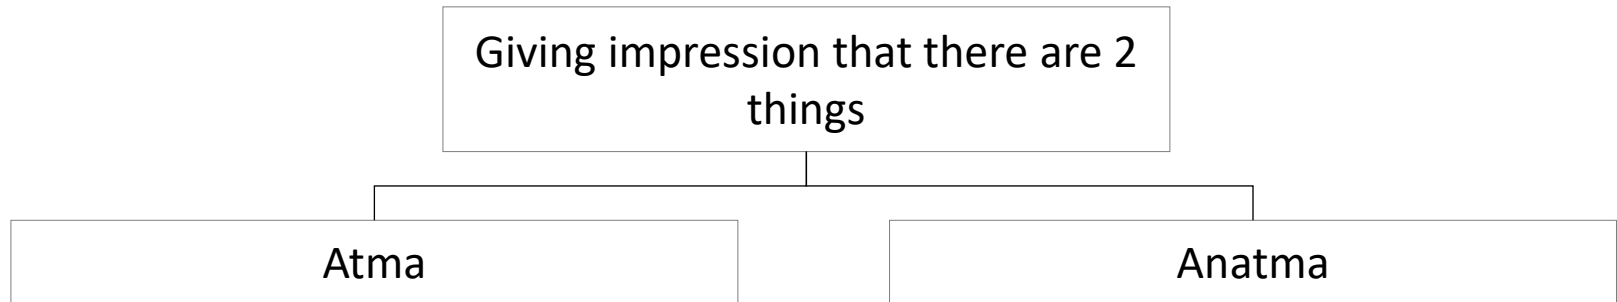 Giving impression that there are 2
things
Atma
Anatma